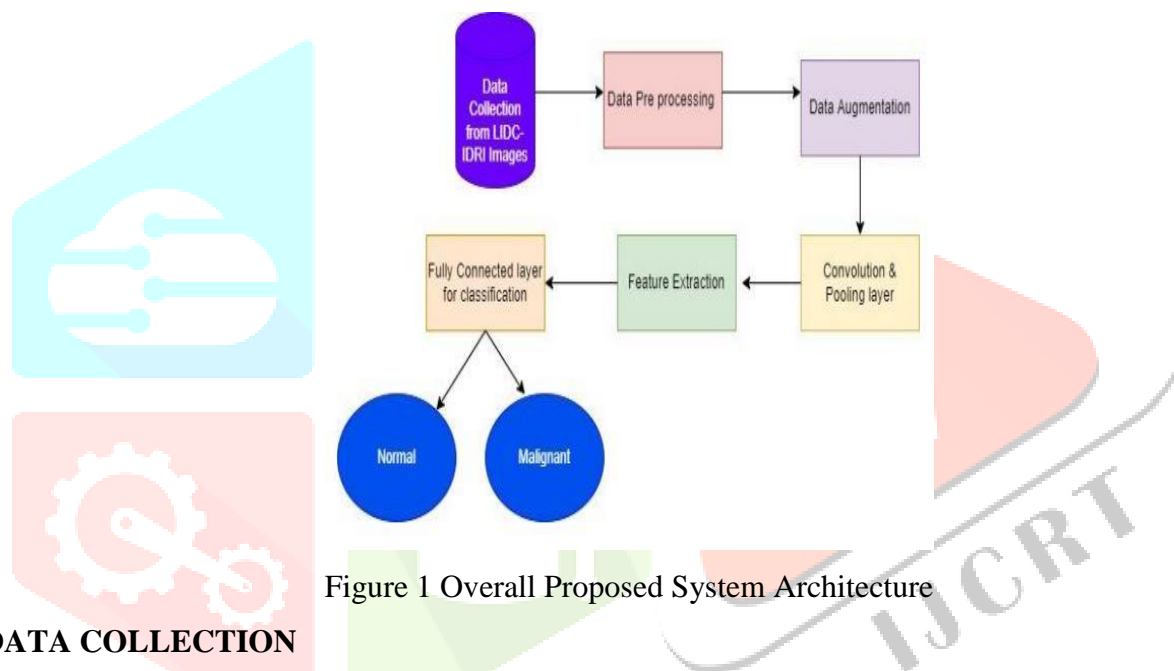 Data
Collection
from LIDC-
IDRI Images
Data Pre processing
Data Augmentation
Fully Connected layer
for classification
Feature Extraction
Convolution &
Pooling layer
Normal
Malignant
IJCRT
Figure 1 Overall Proposed System Architecture
DATA COLLECTION